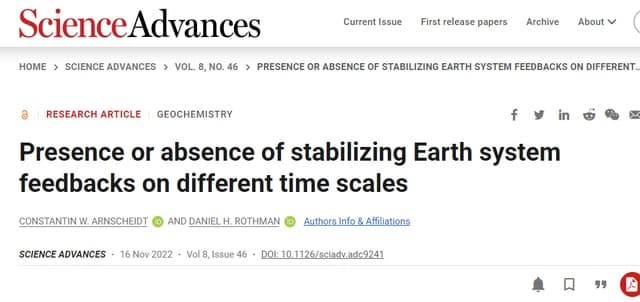 ScienceAdvances
Current Issue First release papers Archive About
HOME > SCIENCE ADVANCES > VOL. 8, NO. 46 > PRESENCE OR ABSENCE OF STABILIZING EARTH SYSTEM FEEDBACKS ON DIFFERENT...
RESEARCH ARTICLE | GEOCHEMISTRY
Presence or absence of stabilizing Earth system
feedbacks on different time scales
CONSTANTIN W. ARNSCHEIDT iD AND DANIEL H. ROTHMAN iD Authors Info & Affiliations
SCIENCE ADVANCES · 16 Nov 2022 · Vol 8, Issue 46 · DOI: 10.1126/sciadv.adc9241